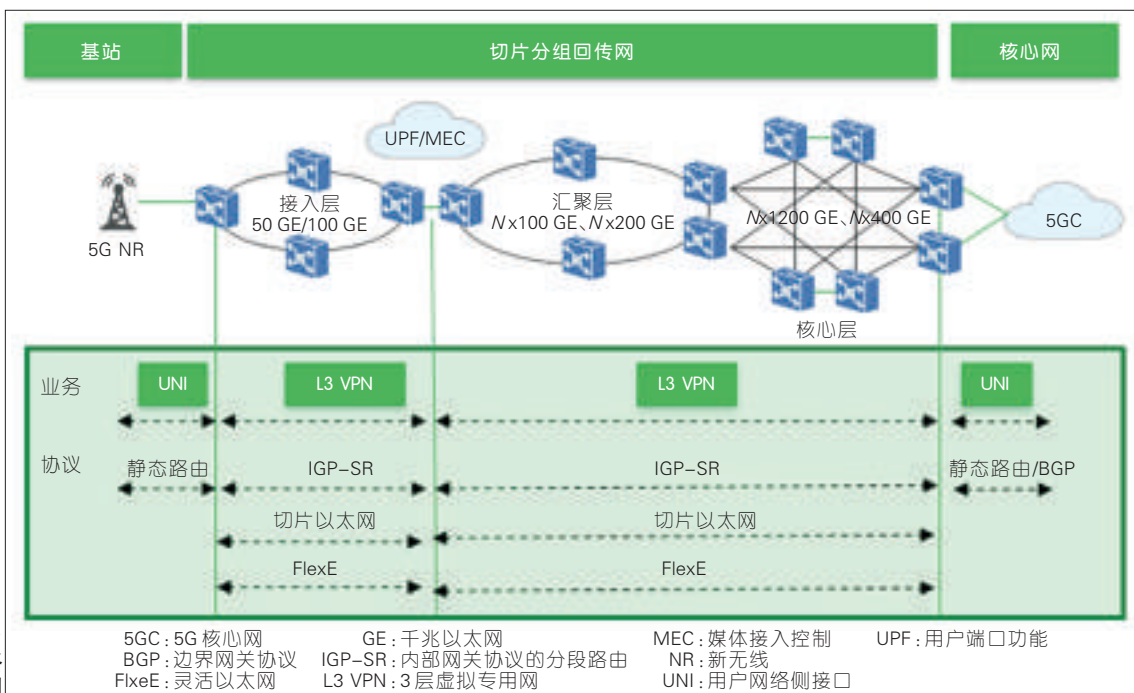 基站
切片分组回传网
核心网
UPF/MEC
接入层
50 GE/100 GE
汇聚层
N x100 GE、N x200 GE
N x1200 GE、N x400 GE
5G NR
5GC
核心层
业务
UNI
L3 VPN
L3 VPN
UNI
协议
静态路由
IGP-SR
IGP-SR
静态路由/BGP
切片以太网
切片以太网
FlexE
FlexE
5GC：5G 核心网 GE：千兆以太网 MEC：媒体接入控制 UPF：用户端口功能
BGP：边界网关协议 IGP-SR：内部网关协议的分段路由 NR：新无线
FlxeE：灵活以太网 L3 VPN：3 层虚拟专用网 UNI：用户网络侧接口